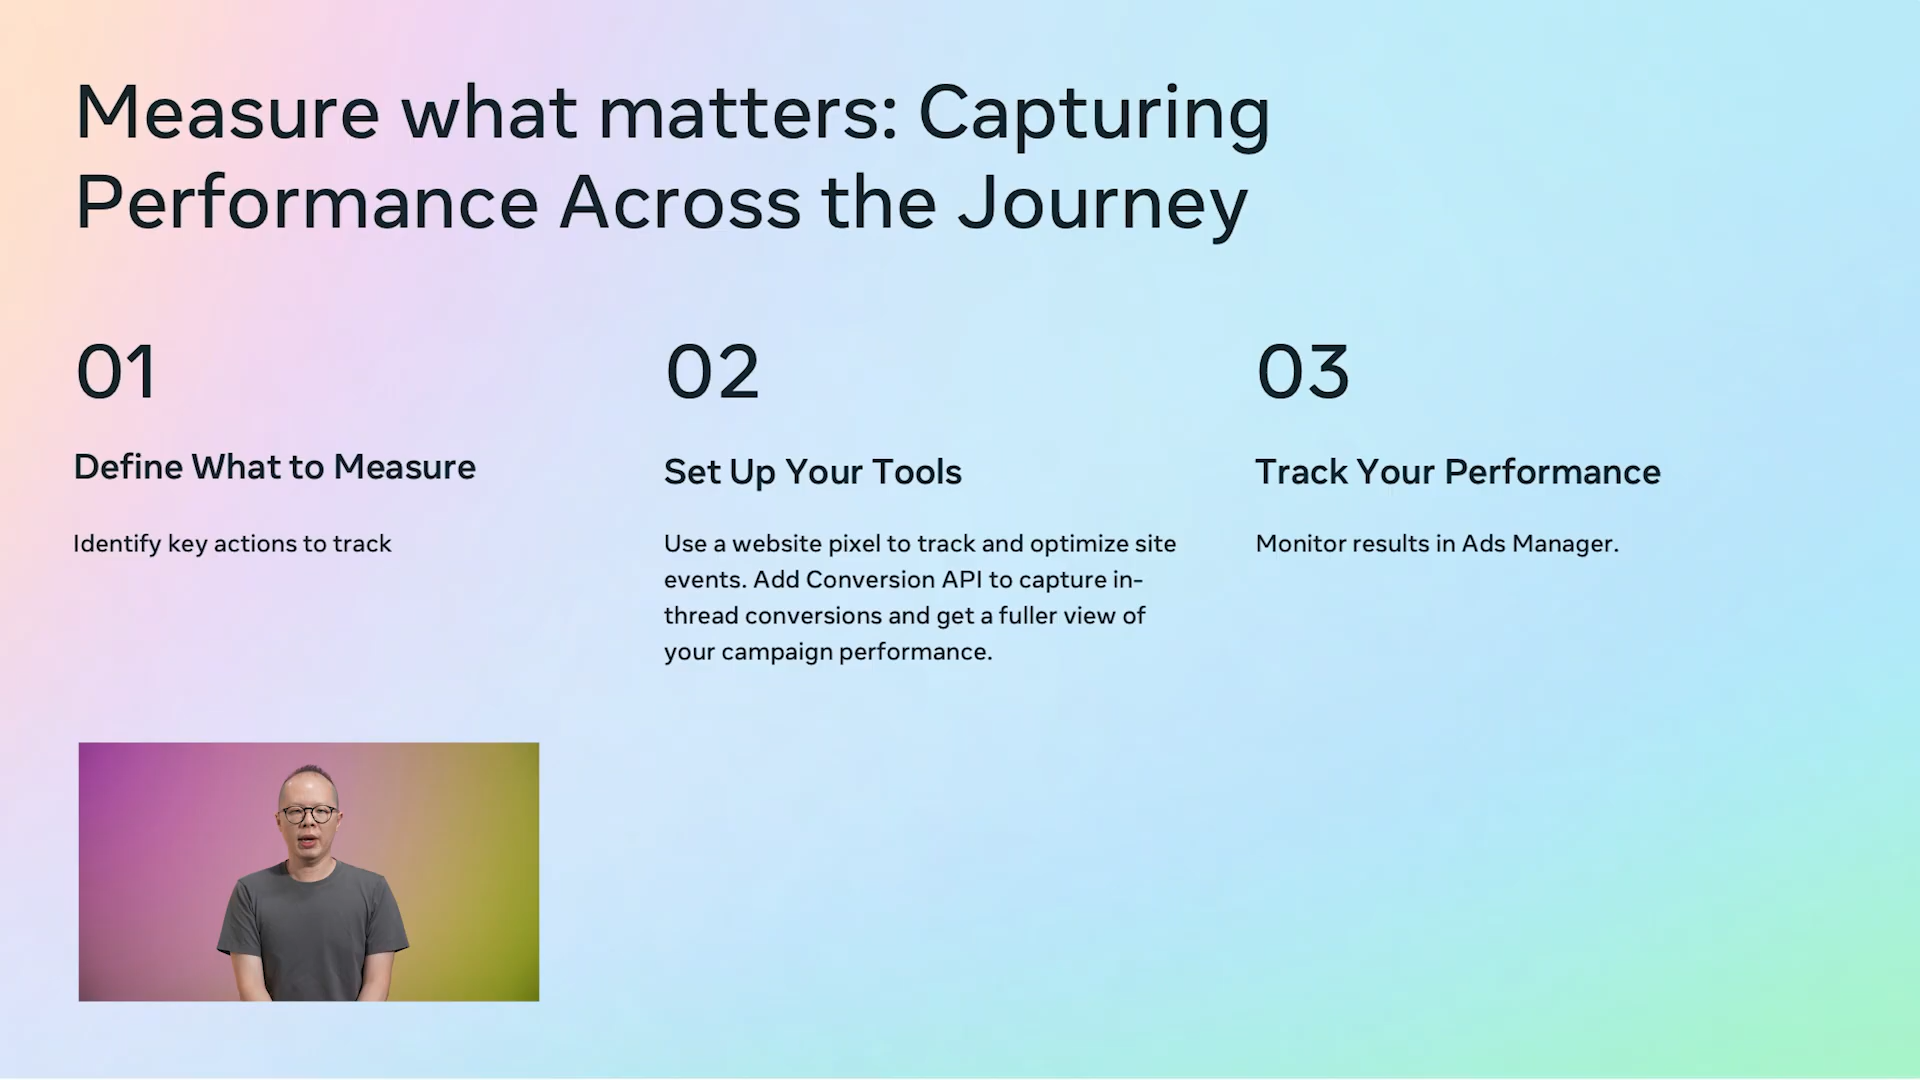 Measure what matters: Capturing
Performance Across the Journey
01
Define What to Measure
Identify key actions to track
02
Set Up Your Tools
Use a website pixel to track and optimize site
events. Add Conversion API to capture in-
thread conversions and get a fuller view of
your campaign performance.
03
Track Your Performance
Monitor results in Ads Manager.